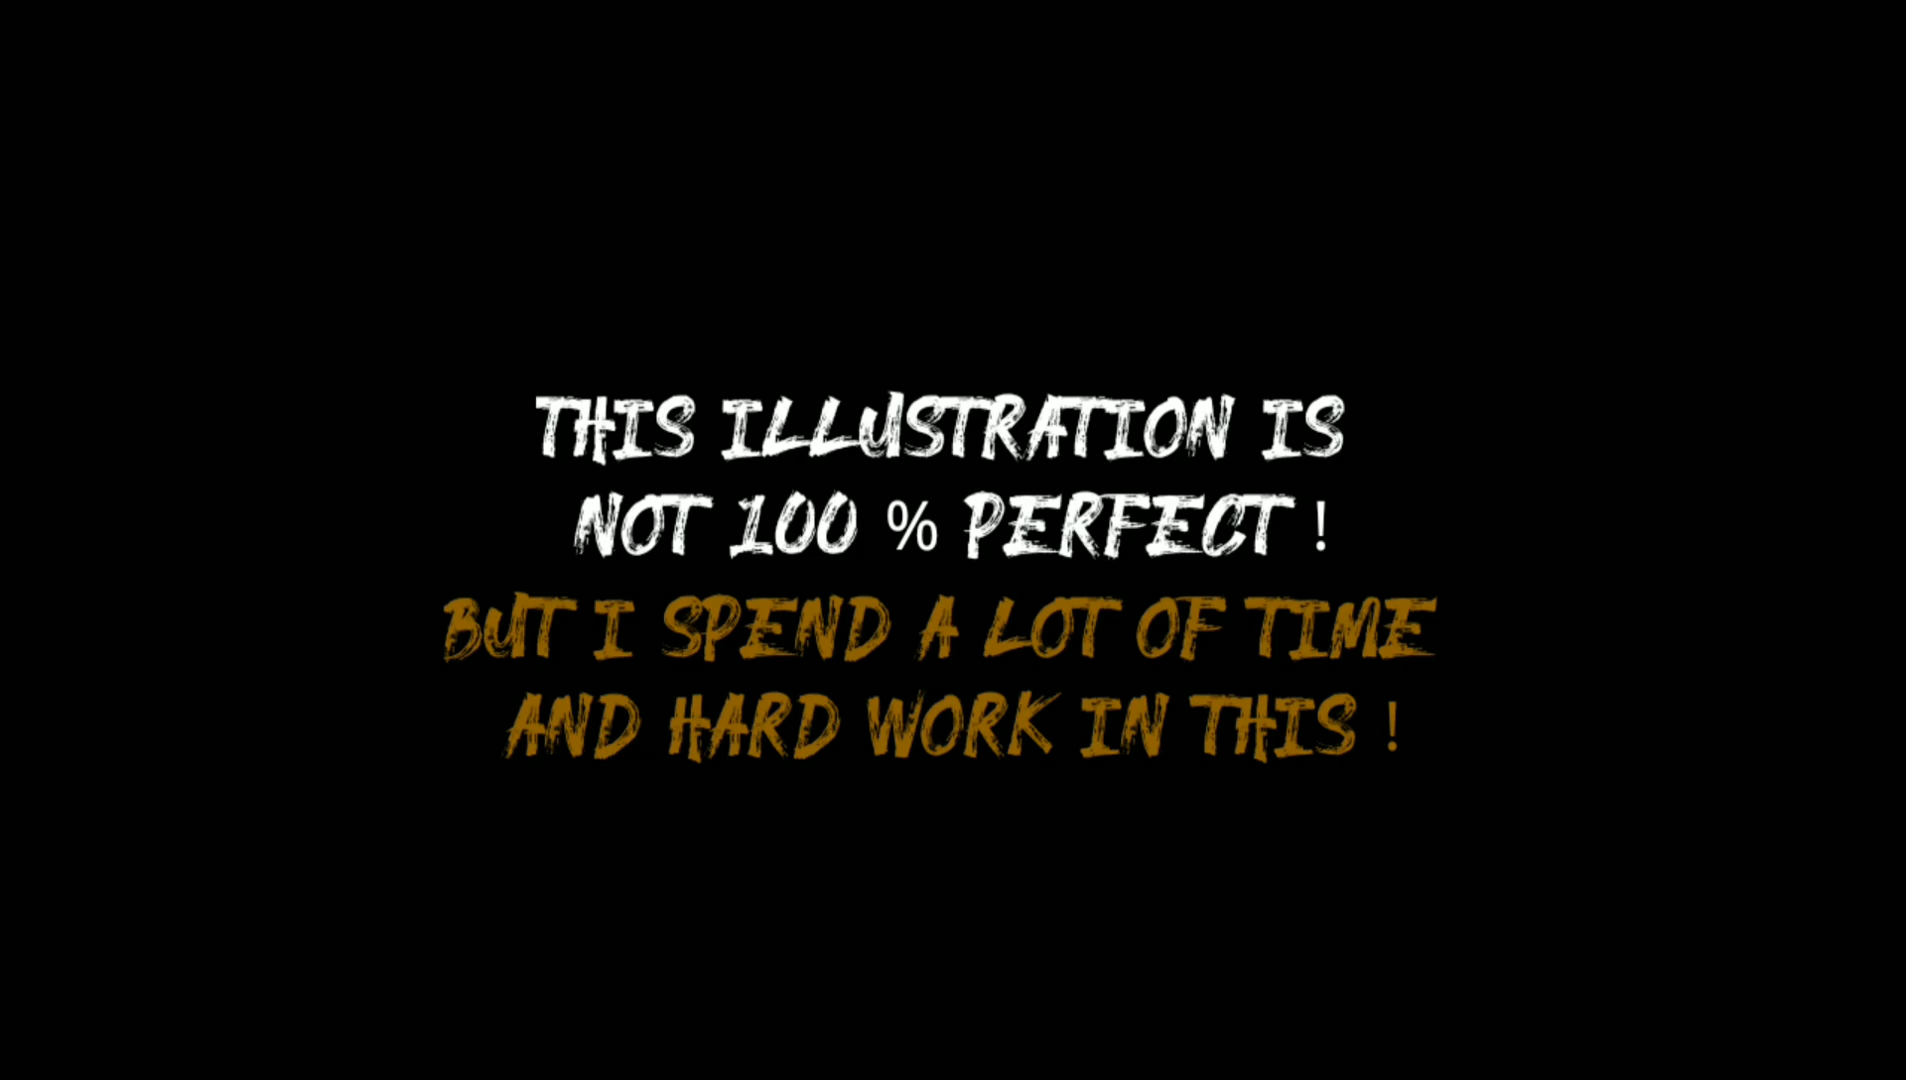 THIS ILLUSTRATION IS
NOT 100 % PERFECT !
BUT I SPEND A LOT OF TIME
AND HARD WORK IN THIS !